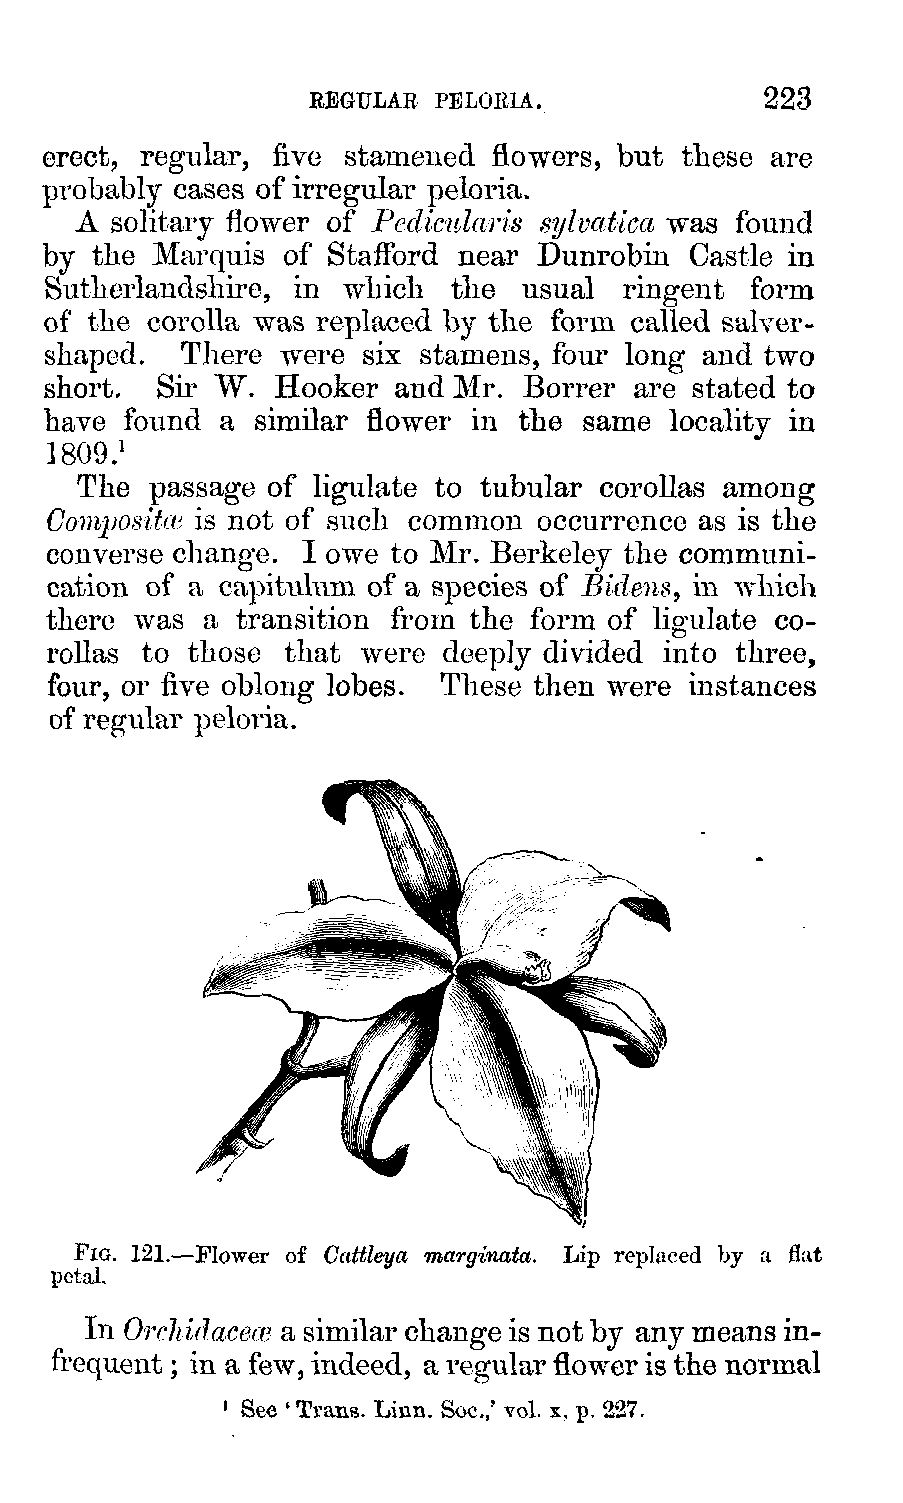 REGULAR PELORIA. 223
erect, regular, five stamened flowers, but these are
probably cases of irregular peloria.
A solitary flower of Pedicularis sylvatica was found
by the Marquis of Stafford near Dunrobin Castle in
Sutherlandshire, in which the usual ringent form
of the corolla was replaced by the form called salver-
shaped. There were six stamens, four long and two
short. Sir W. Hooker and Mr. Borrer are stated to
have found a similar flower in the same locality in
1809.¹
The passage of ligulate to tubular corollas among
Compositæ is not of such common occurrence as is the
converse change. I owe to Mr. Berkeley the communi-
cation of a capitulum of a species of Bidens, in which
there was a transition from the form of ligulate co-
rollas to those that were deeply divided into three,
four, or five oblong lobes. These then were instances
of regular peloria.
FIG. 121.—Flower of Cattleya marginata. Lip replaced by a flat
petal.
In Orchidaceæ a similar change is not by any means in-
frequent; in a few, indeed, a regular flower is the normal
¹ See 'Trans. Linn. Soc.,' vol. x, p. 227.